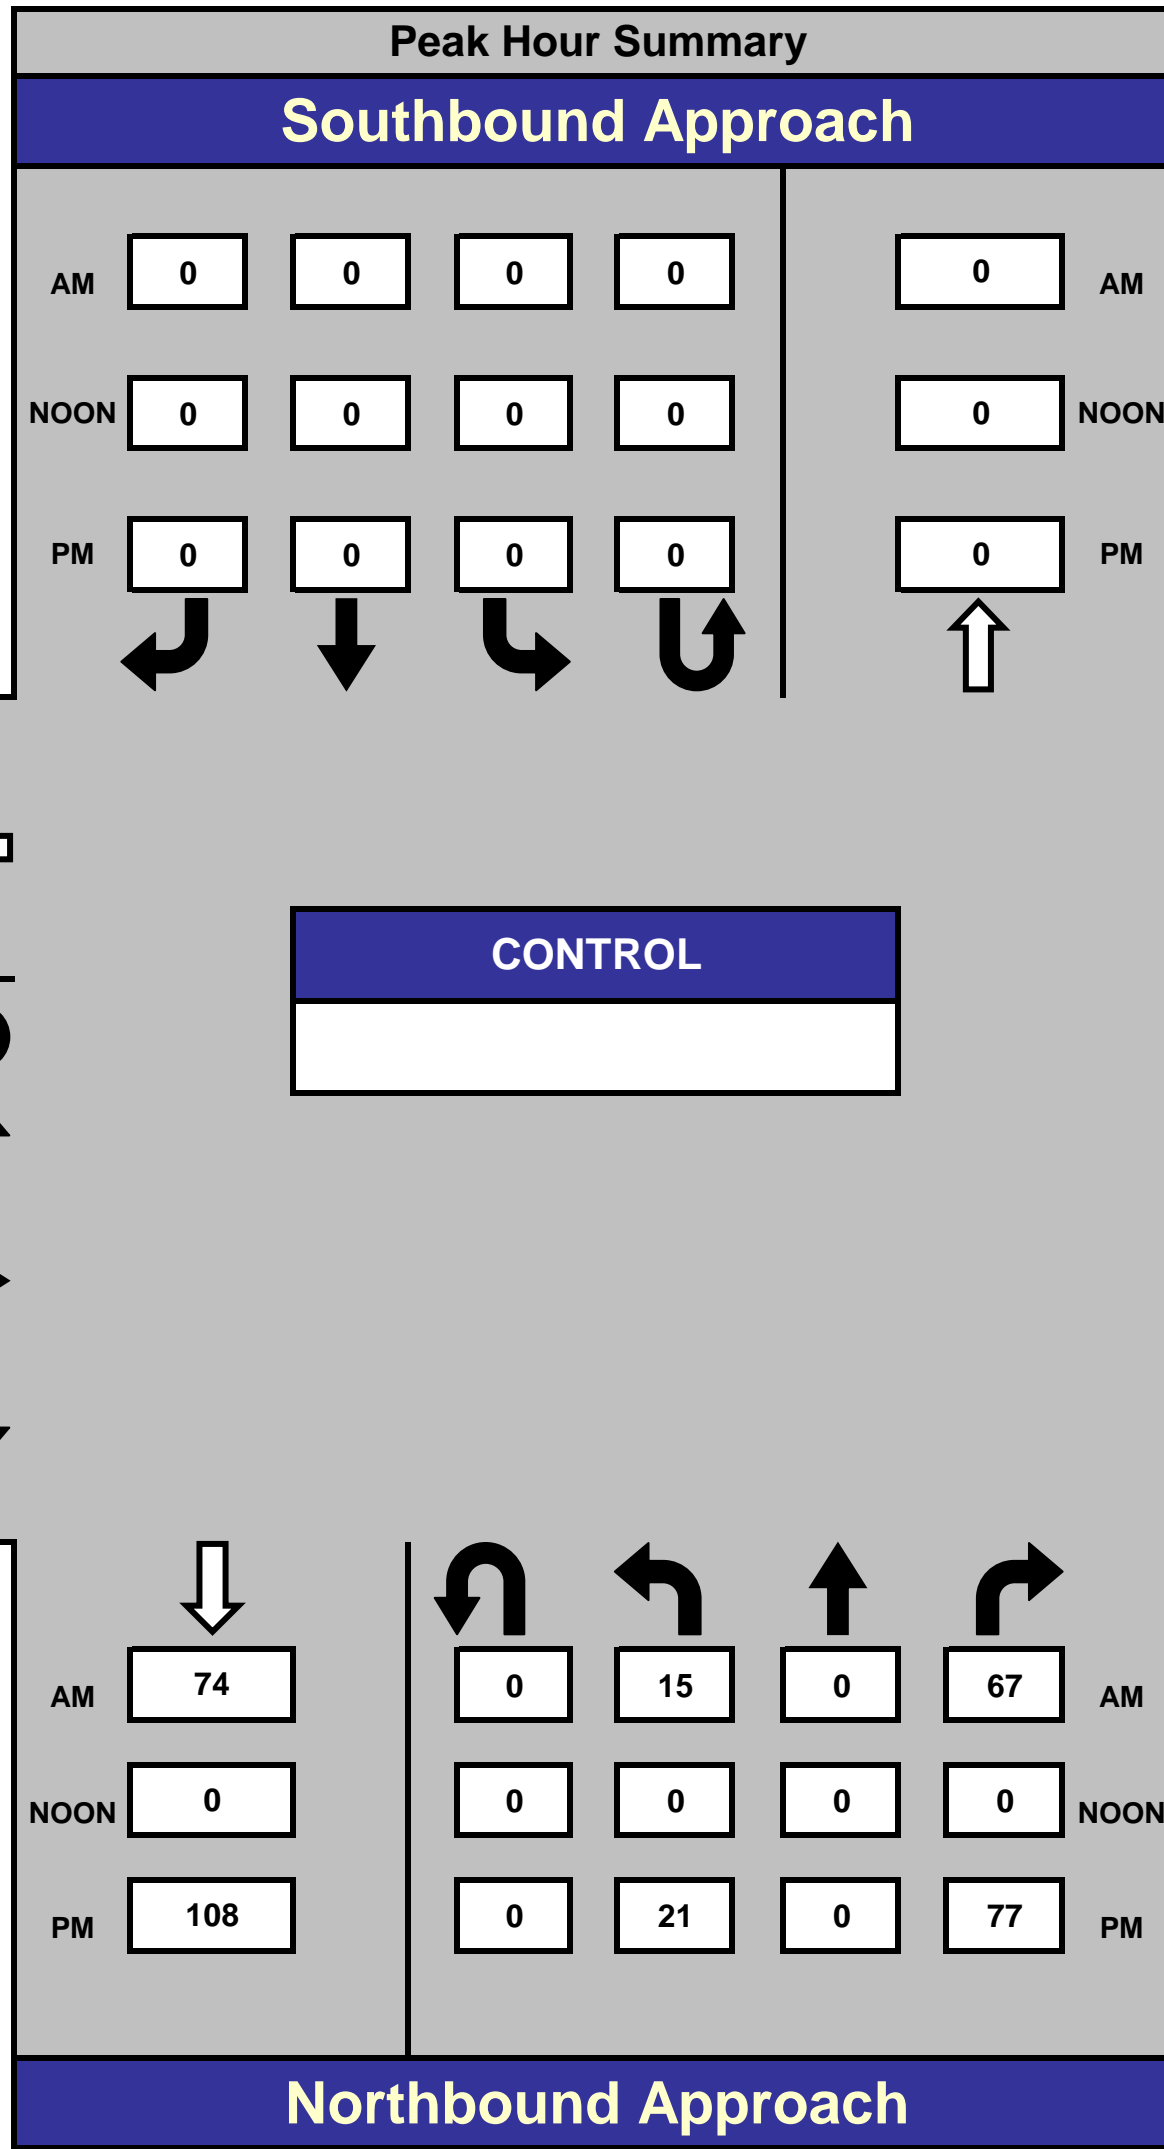 Peak Hour Summary
Southbound Approach
AM 0 0 0 0 0 AM
NOON 0 0 0 0 0 NOON
PM 0 0 0 0 0 PM
CONTROL
AM 74 0 15 0 67 AM
NOON 0 0 0 0 0 NOON
PM 108 0 21 0 77 PM
Northbound Approach